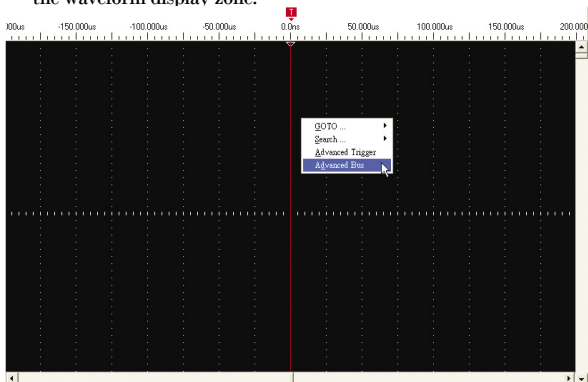 the waveform display zone.
T
000us -150.000us -100.000us -50.000us 0.0ns 50.000us 100.000us 150.000us 200.000
GOTO ...
Search ...
Advanced Trigger
Advanced Bus